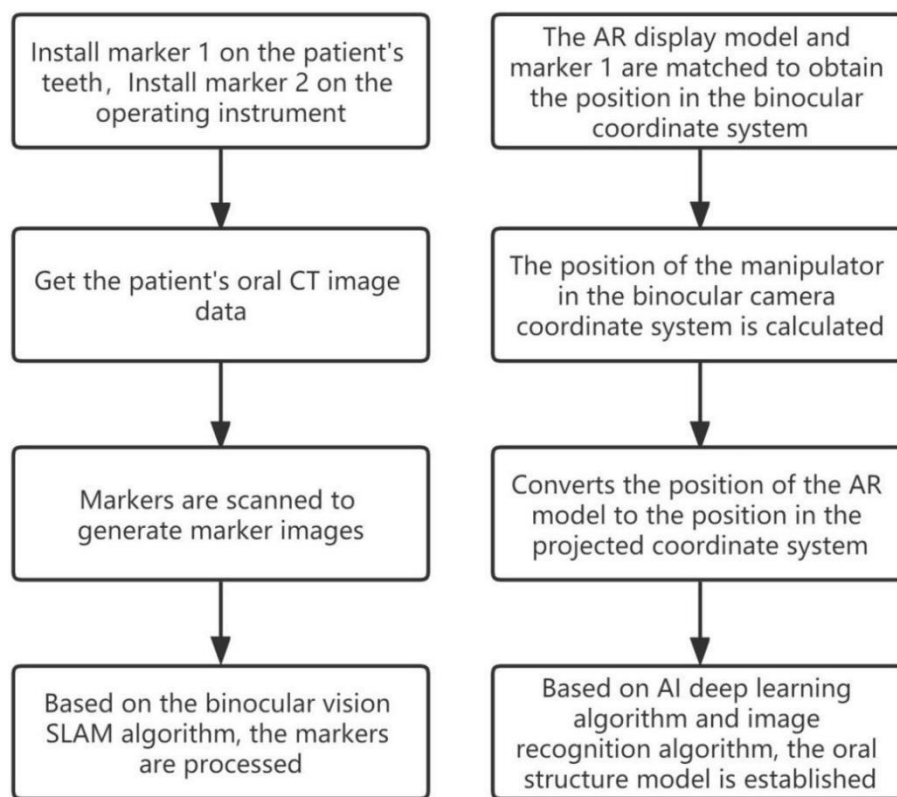 Install marker 1 on the patient's
teeth，Install marker 2 on the
operating instrument
Get the patient's oral CT image
data
Markers are scanned to
generate marker images
Based on the binocular vision
SLAM algorithm, the markers
are processed
The AR display model and
marker 1 are matched to obtain
the position in the binocular
coordinate system
The position of the manipulator
in the binocular camera
coordinate system is calculated
Converts the position of the AR
model to the position in the
projected coordinate system
Based on AI deep learning
algorithm and image
recognition algorithm, the oral
structure model is established